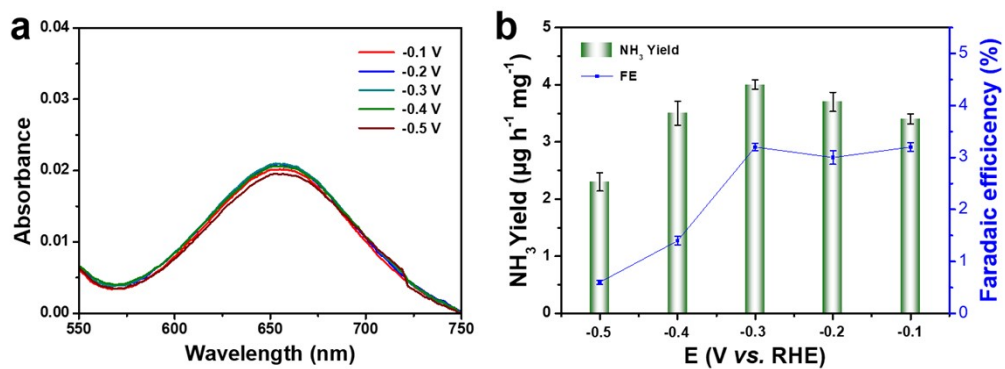 a
0.04
0.03
0.02
0.01
0.00
Absorbance
-0.1 V
-0.2 V
-0.3 V
-0.4 V
-0.5 V
550
600
650
700
750
Wavelength (nm)
b
5
4
3
2
1
0
NH₃ Yield (µg h⁻¹ mg⁻¹)
NH₃ Yield
FE
5
4
3
2
1
0
Faradaic efficicency (%)
-0.5
-0.4
-0.3
-0.2
-0.1
E (V vs. RHE)